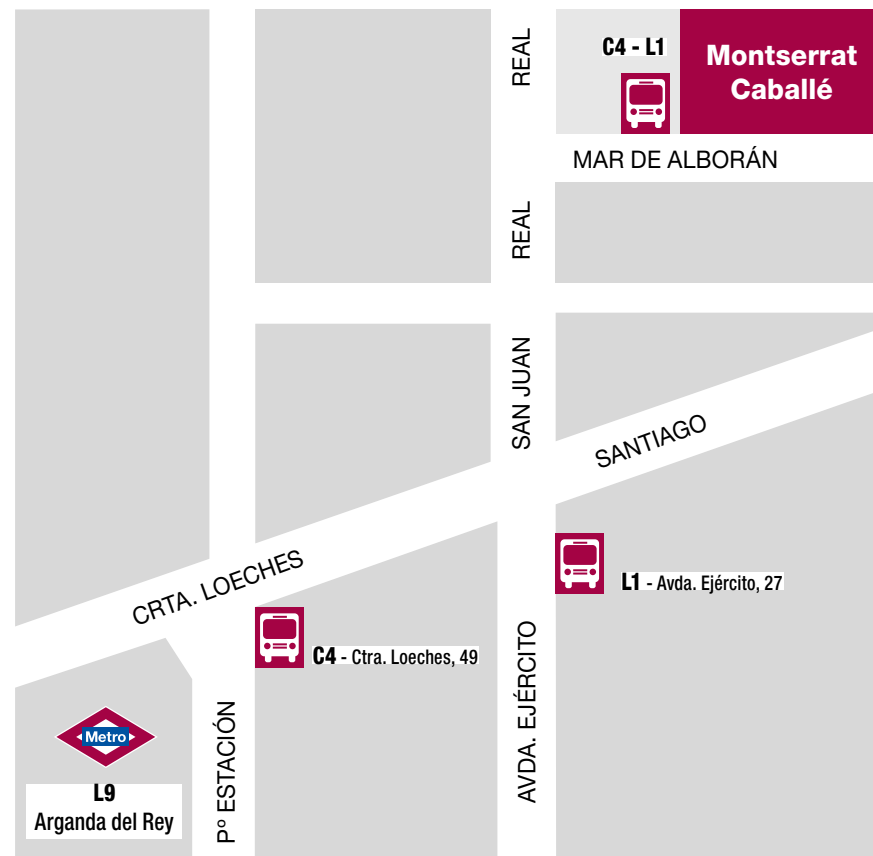 REAL
C4 - L1
Montserrat
Caballé
MAR DE ALBORÁN
REAL
SAN JUAN
SANTIAGO
CRTA. LOECHES
L1 - Avda. Ejército, 27
C4 - Ctra. Loeches, 49
AVDA. EJÉRCITO
Pº ESTACIÓN
Metro
L9
Arganda del Rey